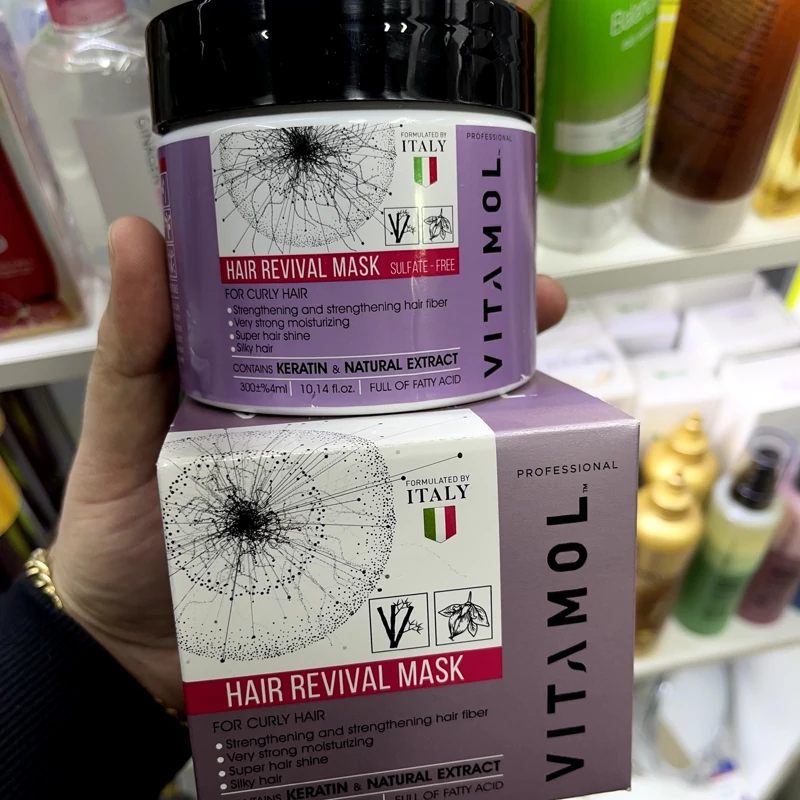 FORMULATED BY
ITALY
PROFESSIONAL
VITAMOL™
HAIR REVIVAL MASK SULFATE - FREE
FOR CURLY HAIR
Strengthening and strengthening hair fiber
Very strong moisturizing
Super hair shine
Silky hair
CONTAINS KERATIN & NATURAL EXTRACT
300±%4ml 10,14 fl.oz. FULL OF FATTY ACID
FORMULATED BY
ITALY
PROFESSIONAL
VITAMOL™
HAIR REVIVAL MASK
FOR CURLY HAIR
Strengthening and strengthening hair fiber
Very strong moisturizing
Super hair shine
Silky hair
KERATIN & NATURAL EXTRACT
FULL OF FATTY ACID